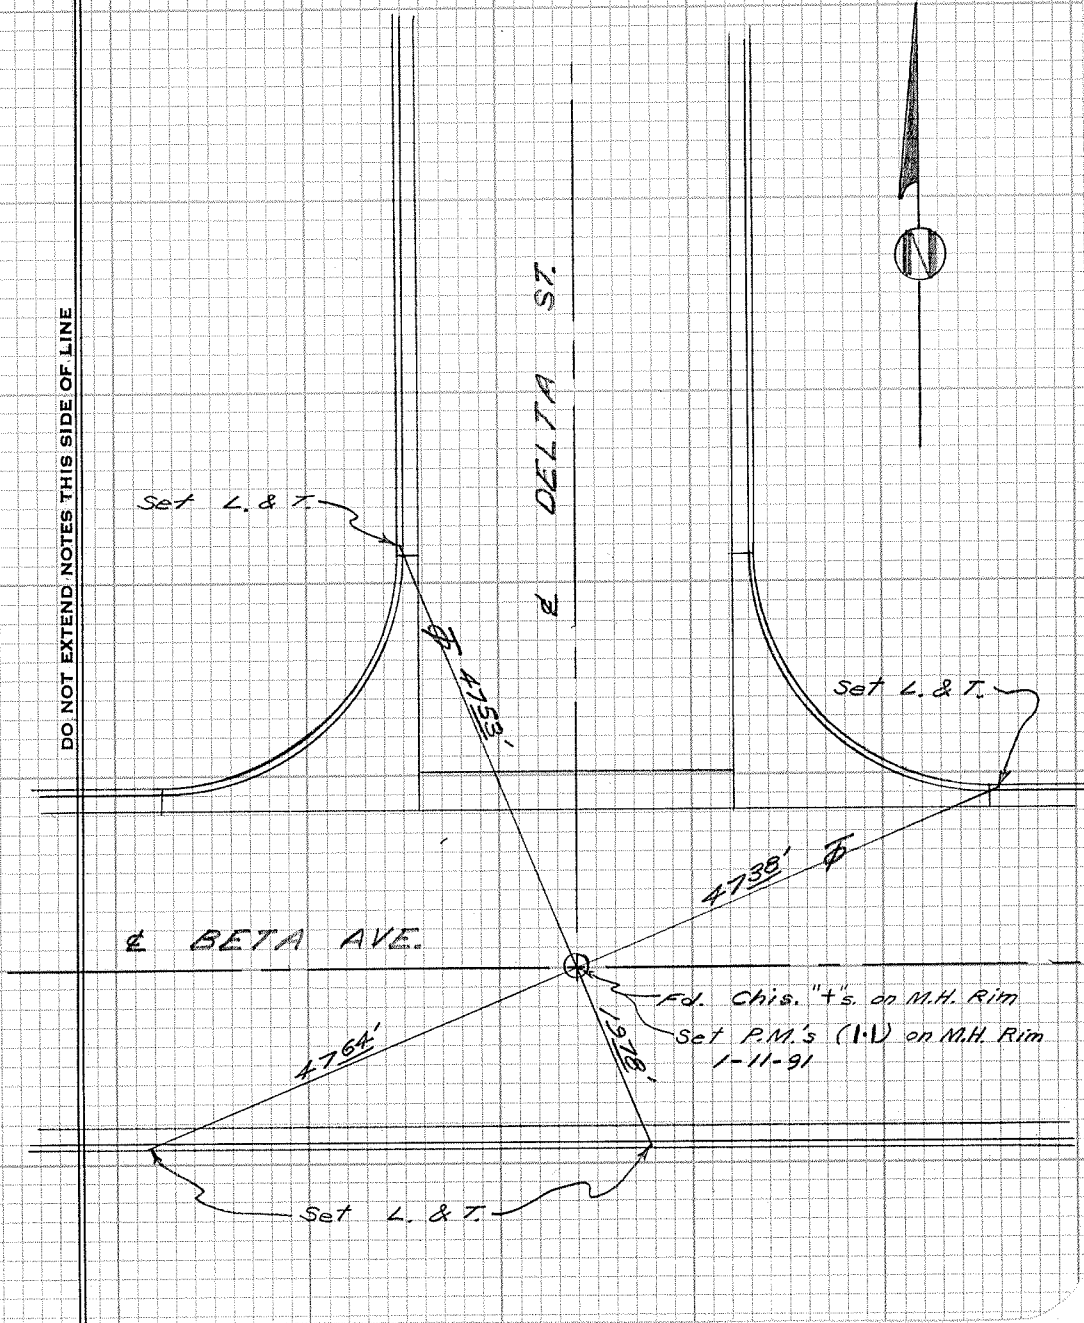 DO NOT EXTEND NOTES THIS SIDE OF LINE
N
℄ DELTA ST.
Set L. & T.
47 53'
Set L. & T.
47 38'
℄ BETA AVE.
Fd. Chis. "+"s. on M.H. Rim
Set P.M.'s (1·1) on M.H. Rim
1-11-91
19 78'
47 64'
Set L. & T.